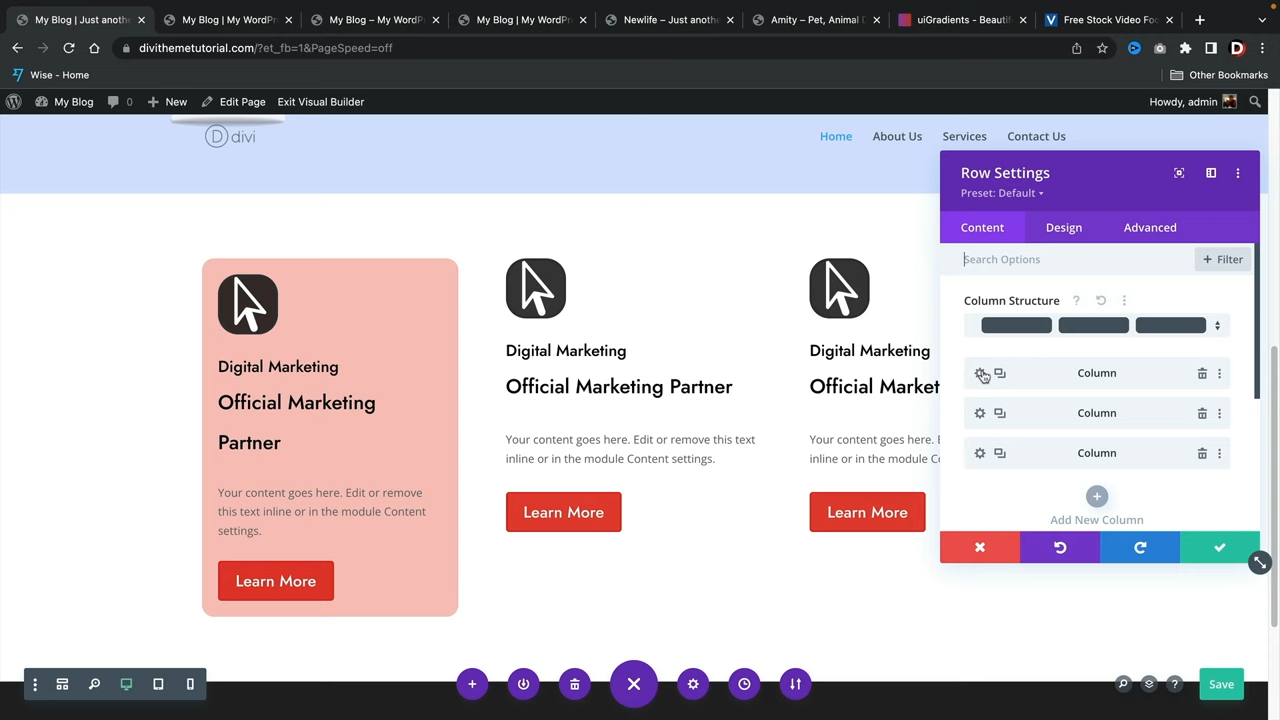 My Blog | Just anoth
My Blog | My WordPre
My Blog – My WordP
My Blog | My WordPre
Newlife – Just anoth
Amity – Pet, Animal D
uiGradients - Beautif
Free Stock Video Foo
divithemetutorial.com/?et_fb=1&PageSpeed=off
Wise - Home
Other Bookmarks
My Blog
0
New
Edit Page
Exit Visual Builder
Howdy, admin
divi
Home
About Us
Services
Contact Us
Row Settings
Preset: Default
Content
Design
Advanced
Search Options
+ Filter
Column Structure
Column
Column
Column
Add New Column
Digital Marketing
Official Marketing
Partner
Your content goes here. Edit or remove
this text inline or in the module Content
settings.
Learn More
Digital Marketing
Official Marketing Partner
Your content goes here. Edit or remove this text
inline or in the module Content settings.
Learn More
Digital Marketing
Official Market
Your content goes here. E
inline or in the module C
Learn More
Save